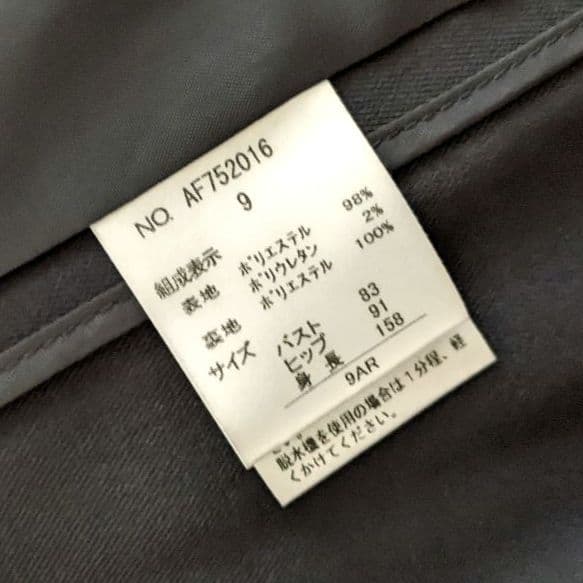 NO. AF752016
9
組成表示
表地 ポリエステル 98%
ポリウレタン 2%
裏地 ポリエステル 100%
サイズ バスト 83
ヒップ 91
身長 158
9AR
脱水機を使用の場合は1分程、軽
くかけてください。